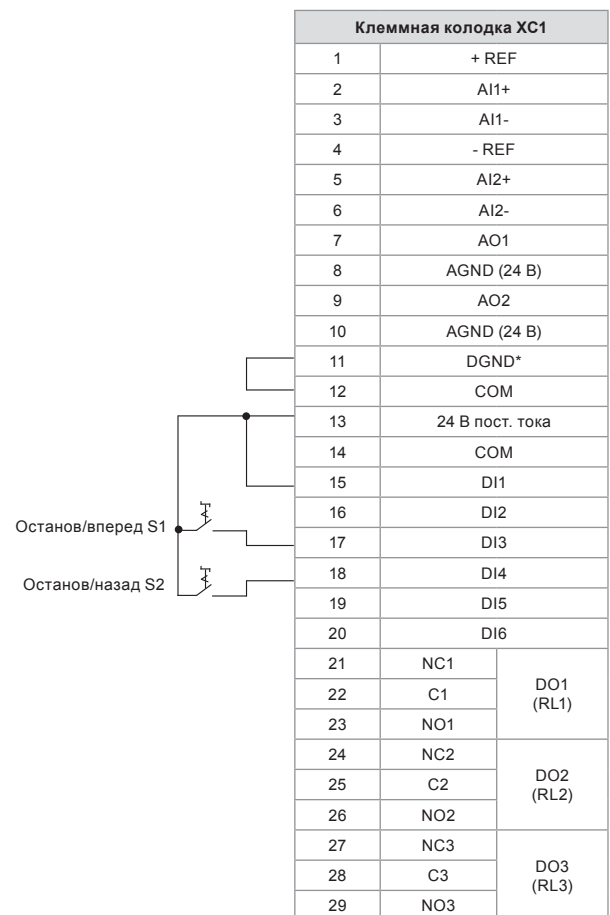 Клеммная колодка XC1
1 + REF
2 AI1+
3 AI1-
4 - REF
5 AI2+
6 AI2-
7 AO1
8 AGND (24 В)
9 AO2
10 AGND (24 В)
11 DGND*
12 COM
13 24 В пост. тока
14 COM
15 DI1
16 DI2
Останов/вперед S1
17 DI3
18 DI4
Останов/назад S2
19 DI5
20 DI6
21 NC1
22 C1
23 NO1
DO1
(RL1)
24 NC2
25 C2
26 NO2
DO2
(RL2)
27 NC3
28 C3
29 NO3
DO3
(RL3)